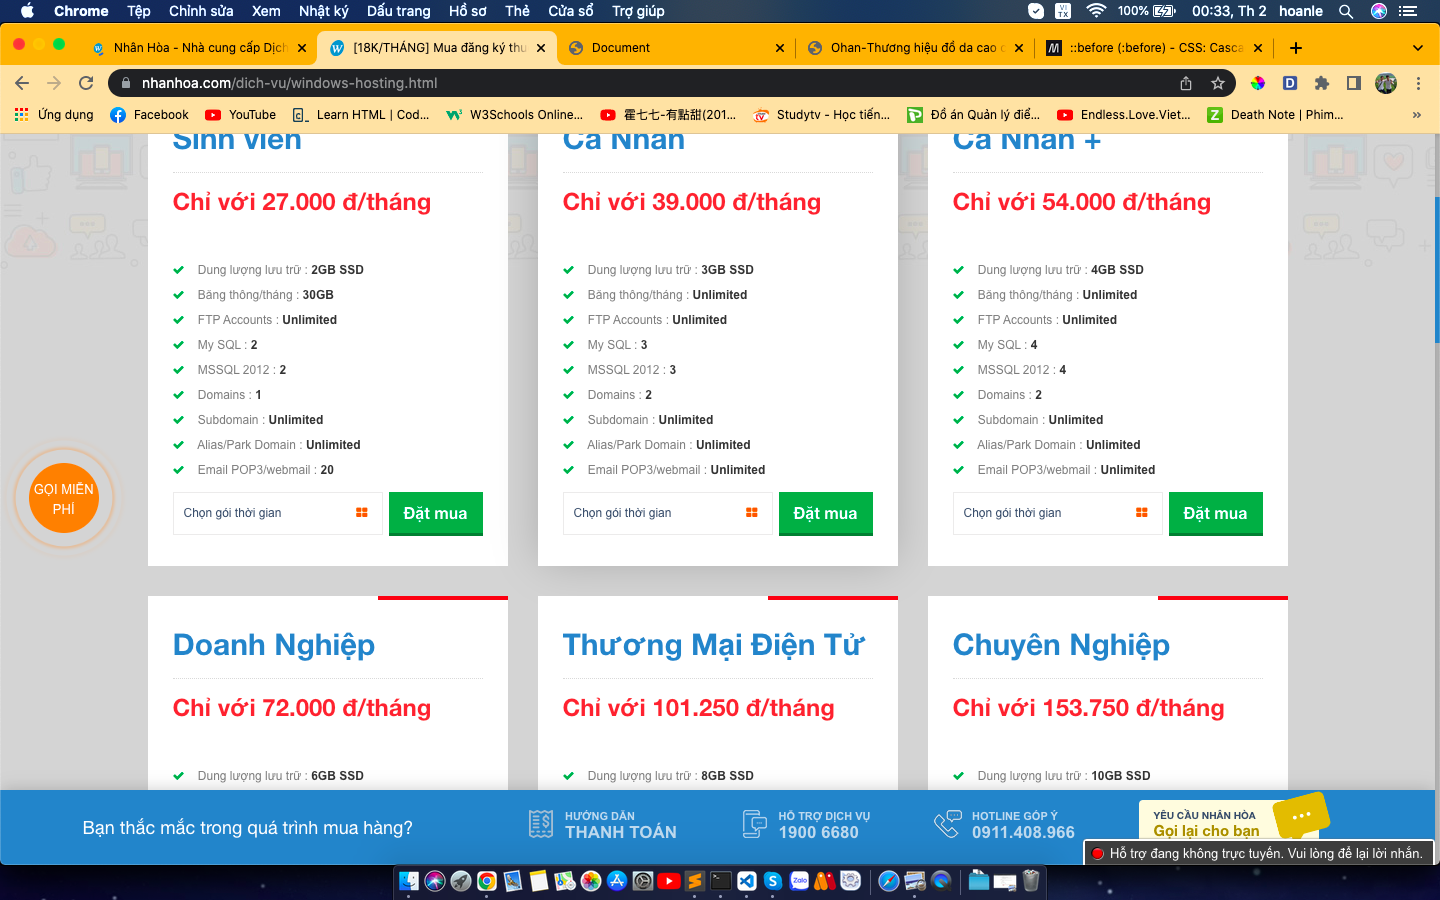 Chrome Tệp Chỉnh sửa Xem Nhật ký Dấu trang Hồ sơ Thẻ Cửa sổ Trợ giúp VI TX 100% 00:33, Th 2 hoanle
Nhân Hòa - Nhà cung cấp Dịch
[18K/THÁNG] Mua đăng ký thu
Document
Ohan-Thương hiệu đồ da cao c
::before (:before) - CSS: Casca
nhanhoa.com/dich-vu/windows-hosting.html
Ứng dụng Facebook YouTube Learn HTML | Cod... W3Schools Online... 霍七七-有點甜(201... Studytv - Học tiến... Đồ án Quản lý điể... Endless.Love.Viet... Death Note | Phim... »
Sinh viên
Chỉ với 27.000 đ/tháng
Dung lượng lưu trữ : 2GB SSD
Băng thông/tháng : 30GB
FTP Accounts : Unlimited
My SQL : 2
MSSQL 2012 : 2
Domains : 1
Subdomain : Unlimited
Alias/Park Domain : Unlimited
Email POP3/webmail : 20
Chọn gói thời gian Đặt mua
Cá Nhân
Chỉ với 39.000 đ/tháng
Dung lượng lưu trữ : 3GB SSD
Băng thông/tháng : Unlimited
FTP Accounts : Unlimited
My SQL : 3
MSSQL 2012 : 3
Domains : 2
Subdomain : Unlimited
Alias/Park Domain : Unlimited
Email POP3/webmail : Unlimited
Chọn gói thời gian Đặt mua
Cá Nhân +
Chỉ với 54.000 đ/tháng
Dung lượng lưu trữ : 4GB SSD
Băng thông/tháng : Unlimited
FTP Accounts : Unlimited
My SQL : 4
MSSQL 2012 : 4
Domains : 2
Subdomain : Unlimited
Alias/Park Domain : Unlimited
Email POP3/webmail : Unlimited
Chọn gói thời gian Đặt mua
GỌI MIỄN
PHÍ
Doanh Nghiệp
Chỉ với 72.000 đ/tháng
Dung lượng lưu trữ : 6GB SSD
Thương Mại Điện Tử
Chỉ với 101.250 đ/tháng
Dung lượng lưu trữ : 8GB SSD
Chuyên Nghiệp
Chỉ với 153.750 đ/tháng
Dung lượng lưu trữ : 10GB SSD
Bạn thắc mắc trong quá trình mua hàng?
HƯỚNG DẪN
THANH TOÁN
HỖ TRỢ DỊCH VỤ
1900 6680
HOTLINE GÓP Ý
0911.408.966
YÊU CẦU NHÂN HÒA
Gọi lại cho bạn
Hỗ trợ đang không trực tuyến. Vui lòng để lại lời nhắn.
Zalo